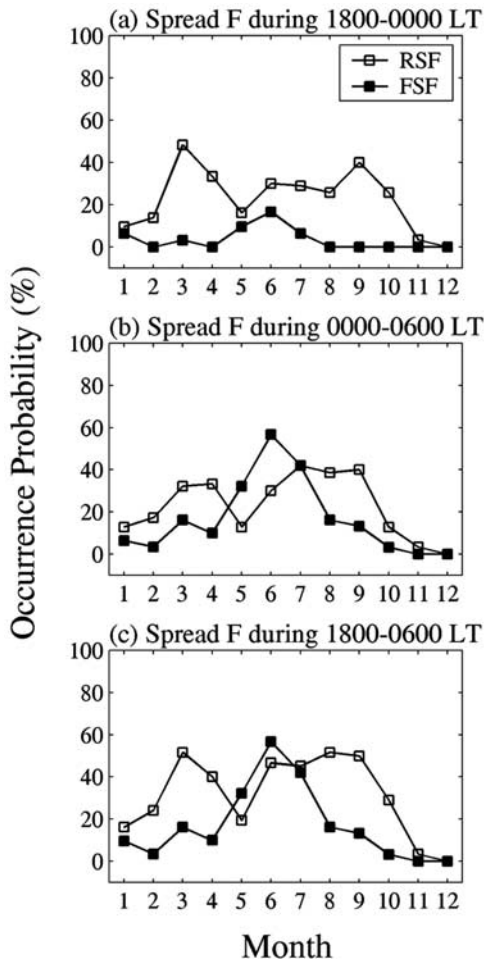 (a) Spread F during 1800-0000 LT
100
80
60
40
20
0
RSF
FSF
1 2 3 4 5 6 7 8 9 10 11 12
(b) Spread F during 0000-0600 LT
100
80
60
40
20
0
1 2 3 4 5 6 7 8 9 10 11 12
(c) Spread F during 1800-0600 LT
100
80
60
40
20
0
1 2 3 4 5 6 7 8 9 10 11 12
Occurrence Probability (%)
Month